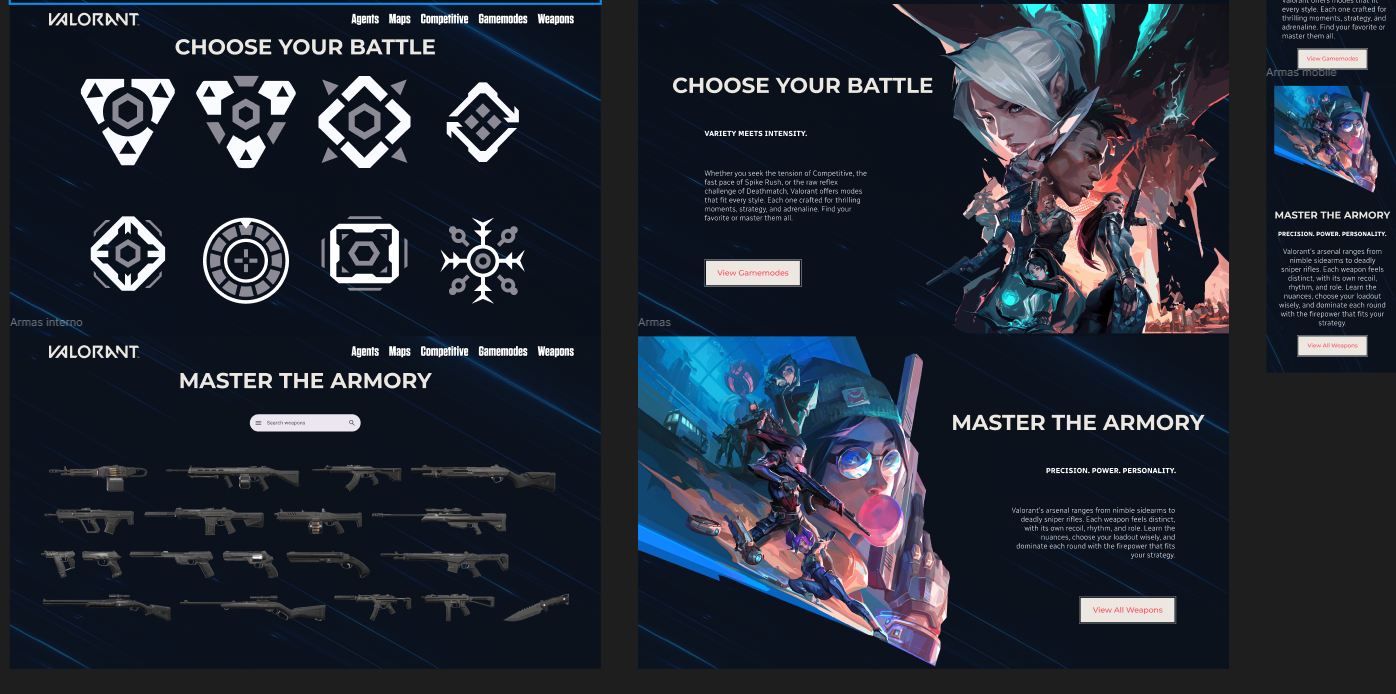 VALORANT
Agents Maps Competitive Gamemodes Weapons
CHOOSE YOUR BATTLE
Armas interno
VALORANT
Agents Maps Competitive Gamemodes Weapons
MASTER THE ARMORY
Search weapons
CHOOSE YOUR BATTLE
VARIETY MEETS INTENSITY.
Whether you seek the tension of Competitive, the
fast pace of Spike Rush, or the raw reflex
challenge of Deathmatch, Valorant offers modes
that fit every style. Each one crafted for thrilling
moments, strategy, and adrenaline. Find your
favorite or master them all.
View Gamemodes
Armas
MASTER THE ARMORY
PRECISION. POWER. PERSONALITY.
Valorant's arsenal ranges from nimble sidearms to
deadly sniper rifles. Each weapon feels distinct,
with its own recoil, rhythm, and role. Learn the
nuances, choose your loadout wisely, and
dominate each round with the firepower that fits
your strategy.
View All Weapons
Valorant offers modes that fit
every style. Each one crafted for
thrilling moments, strategy, and
adrenaline. Find your favorite or
master them all.
View Gamemodes
Armas mobile
MASTER THE ARMORY
PRECISION. POWER. PERSONALITY.
Valorant's arsenal ranges from
nimble sidearms to deadly
sniper rifles. Each weapon feels
distinct, with its own recoil,
rhythm, and role. Learn the
nuances, choose your loadout
wisely, and dominate each round
with the firepower that fits your
strategy.
View All Weapons